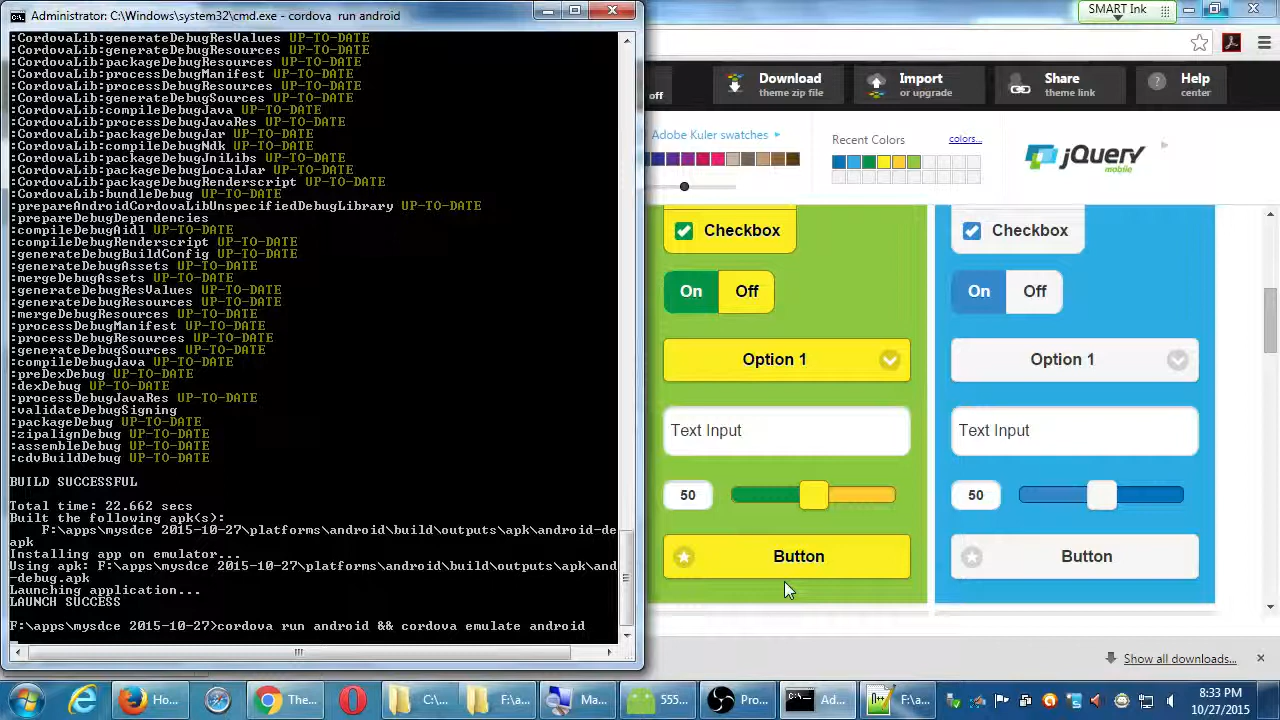 Administrator: C:\Windows\system32\cmd.exe - cordova run android
:CordovaLib:generateDebugResValues UP-TO-DATE
:CordovaLib:generateDebugResources UP-TO-DATE
:CordovaLib:packageDebugResources UP-TO-DATE
:CordovaLib:processDebugManifest UP-TO-DATE
:CordovaLib:processDebugResources UP-TO-DATE
:CordovaLib:generateDebugSources UP-TO-DATE
:CordovaLib:compileDebugJava UP-TO-DATE
:CordovaLib:processDebugJavaRes UP-TO-DATE
:CordovaLib:packageDebugJar UP-TO-DATE
:CordovaLib:compileDebugNdk UP-TO-DATE
:CordovaLib:packageDebugJniLibs UP-TO-DATE
:CordovaLib:packageDebugLocalJar UP-TO-DATE
:CordovaLib:packageDebugRenderscript UP-TO-DATE
:CordovaLib:bundleDebug UP-TO-DATE
:prepareAndroidCordovaLibUnspecifiedDebugLibrary UP-TO-DATE
:prepareDebugDependencies
:compileDebugAidl UP-TO-DATE
:compileDebugRenderscript UP-TO-DATE
:generateDebugBuildConfig UP-TO-DATE
:generateDebugAssets UP-TO-DATE
:mergeDebugAssets UP-TO-DATE
:generateDebugResValues UP-TO-DATE
:generateDebugResources UP-TO-DATE
:mergeDebugResources UP-TO-DATE
:processDebugManifest UP-TO-DATE
:processDebugResources UP-TO-DATE
:generateDebugSources UP-TO-DATE
:compileDebugJava UP-TO-DATE
:preDexDebug UP-TO-DATE
:dexDebug UP-TO-DATE
:processDebugJavaRes UP-TO-DATE
:validateDebugSigning
:packageDebug UP-TO-DATE
:zipalignDebug UP-TO-DATE
:assembleDebug UP-TO-DATE
:cdvBuildDebug UP-TO-DATE
BUILD SUCCESSFUL
Total time: 22.662 secs
Built the following apk(s):
F:\apps\mysdce 2015-10-27\platforms\android\build\outputs\apk\android-de
apk
Installing app on emulator...
Using apk: F:\apps\mysdce 2015-10-27\platforms\android\build\outputs\apk\and
-debug.apk
Launching application...
LAUNCH SUCCESS
F:\apps\mysdce 2015-10-27>cordova run android && cordova emulate android
SMART Ink
off
Download
theme zip file
Import
or upgrade
Share
theme link
? Help
center
Adobe Kuler swatches
Recent Colors
colors...
jQuery
mobile
Checkbox
On Off
Option 1
Text Input
50
Button
Checkbox
On Off
Option 1
Text Input
50
Button
Show all downloads...
Ho...
The...
C:\...
F:\a...
Ma...
555...
Pro...
Ad...
F:\a...
8:33 PM
10/27/2015